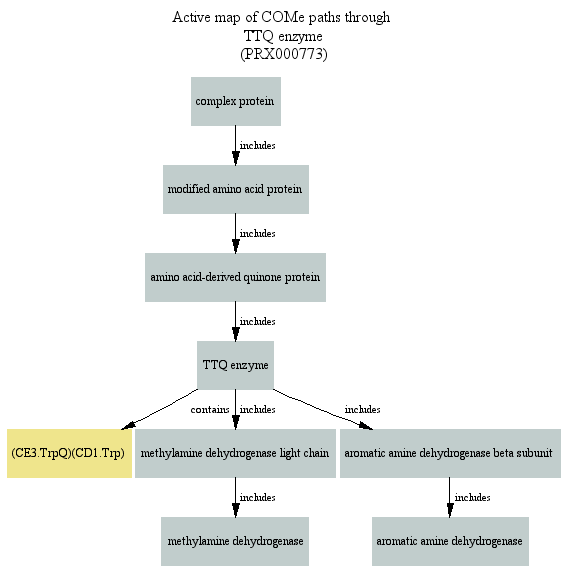 Active map of COMe paths through
TTQ enzyme
(PRX000773)
complex protein
includes
modified amino acid protein
includes
amino acid-derived quinone protein
includes
TTQ enzyme
contains
includes
includes
(CE3.TrpQ)(CD1.Trp)
methylamine dehydrogenase light chain
aromatic amine dehydrogenase beta subunit
includes
includes
methylamine dehydrogenase
aromatic amine dehydrogenase